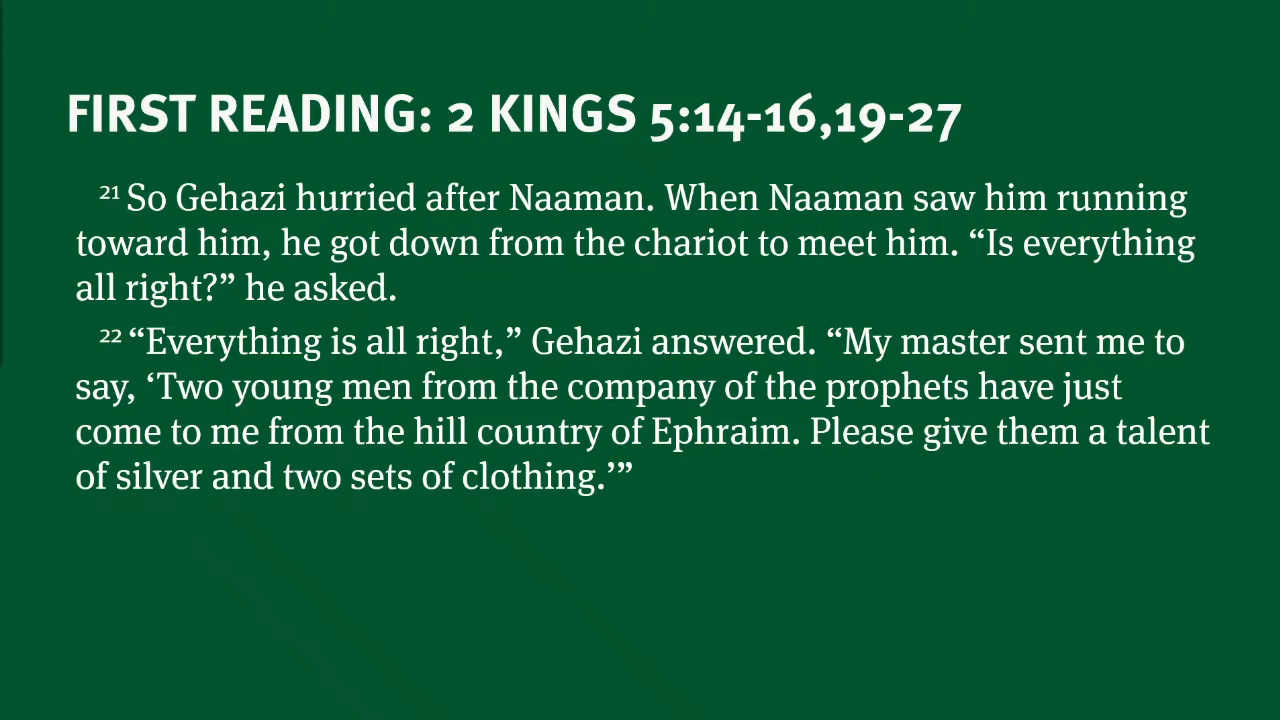 FIRST READING: 2 KINGS 5:14-16,19-27
21 So Gehazi hurried after Naaman. When Naaman saw him running
toward him, he got down from the chariot to meet him. “Is everything
all right?” he asked.
22 “Everything is all right,” Gehazi answered. “My master sent me to
say, ‘Two young men from the company of the prophets have just
come to me from the hill country of Ephraim. Please give them a talent
of silver and two sets of clothing.’”